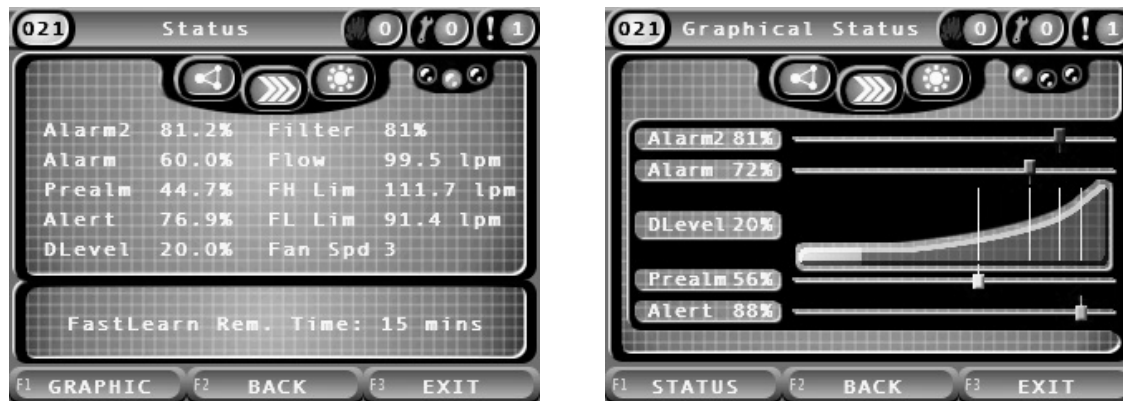 021 Status 0 0 ! 1
Alarm2 81.2% Filter 81%
Alarm 60.0% Flow 99.5 lpm
Prealm 44.7% FH Lim 111.7 lpm
Alert 76.9% FL Lim 91.4 lpm
DLevel 20.0% Fan Spd 3
FastLearn Rem. Time: 15 mins
F1 GRAPHIC F2 BACK F3 EXIT
021 Graphical Status 0 0 ! 1
Alarm2 81%
Alarm 72%
DLevel 20%
Prealm 56%
Alert 88%
F1 STATUS F2 BACK F3 EXIT